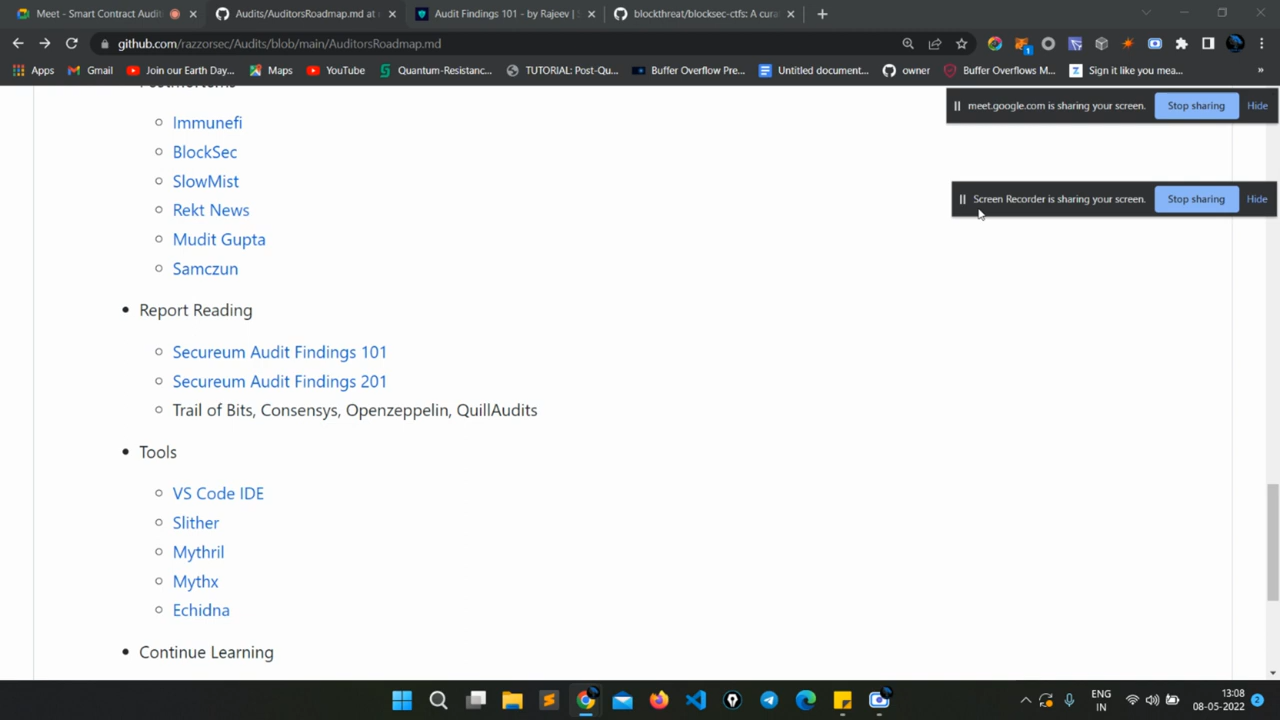 Meet - Smart Contract Audit
Audits/AuditorsRoadmap.md at
Audit Findings 101 - by Rajeev | S
blockthreat/blocksec-ctfs: A cura
github.com/razzorsec/Audits/blob/main/AuditorsRoadmap.md
Apps
Gmail
Join our Earth Day...
Maps
YouTube
Quantum-Resistanc...
TUTORIAL: Post-Qu...
Buffer Overflow Pre...
Untitled document...
owner
Buffer Overflows M...
Sign it like you mea...
»
meet.google.com is sharing your screen.
Stop sharing
Hide
Screen Recorder is sharing your screen.
Stop sharing
Hide
Postmortems
Immunefi
BlockSec
SlowMist
Rekt News
Mudit Gupta
Samczun
Report Reading
Secureum Audit Findings 101
Secureum Audit Findings 201
Trail of Bits, Consensys, Openzeppelin, QuillAudits
Tools
VS Code IDE
Slither
Mythril
Mythx
Echidna
Continue Learning
ENG
IN
13:08
08-05-2022
2